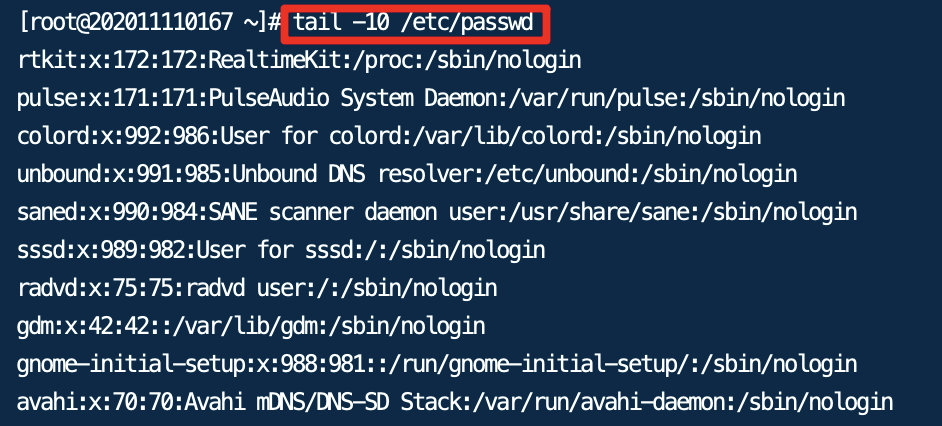 [root@202011110167 ~]# tail -10 /etc/passwd
rtkit:x:172:172:RealtimeKit:/proc:/sbin/nologin
pulse:x:171:171:PulseAudio System Daemon:/var/run/pulse:/sbin/nologin
colord:x:992:986:User for colord:/var/lib/colord:/sbin/nologin
unbound:x:991:985:Unbound DNS resolver:/etc/unbound:/sbin/nologin
saned:x:990:984:SANE scanner daemon user:/usr/share/sane:/sbin/nologin
sssd:x:989:982:User for sssd:/:/sbin/nologin
radvd:x:75:75:radvd user:/:/sbin/nologin
gdm:x:42:42::/var/lib/gdm:/sbin/nologin
gnome-initial-setup:x:988:981::/run/gnome-initial-setup/:/sbin/nologin
avahi:x:70:70:Avahi mDNS/DNS-SD Stack:/var/run/avahi-daemon:/sbin/nologin